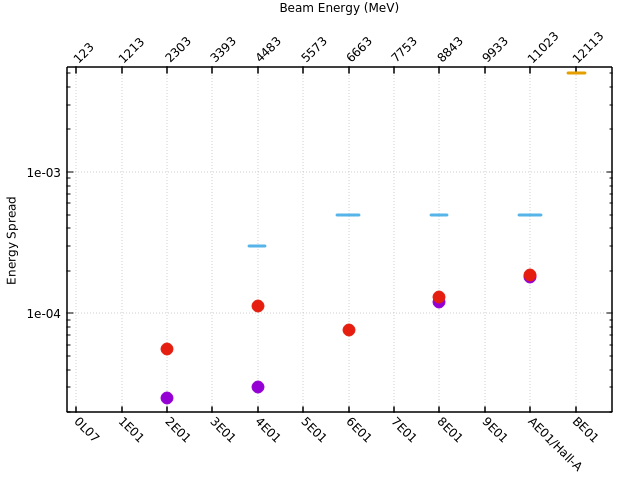 Beam Energy (MeV)
123 1213 2303 3393 4483 5573 6663 7753 8843 9933 11023 12113
1e-03
Energy Spread
1e-04
0L07 1E01 2E01 3E01 4E01 5E01 6E01 7E01 8E01 9E01 AE01/Hall-A BE01